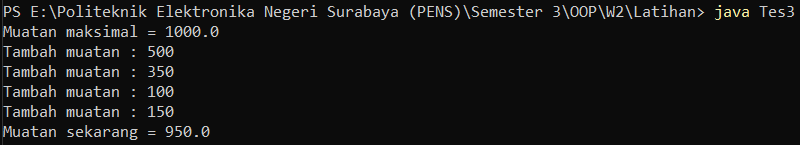 PS E:\Politeknik Elektronika Negeri Surabaya (PENS)\Semester 3\OOP\W2\Latihan> java Tes3
Muatan maksimal = 1000.0
Tambah muatan : 500
Tambah muatan : 350
Tambah muatan : 100
Tambah muatan : 150
Muatan sekarang = 950.0